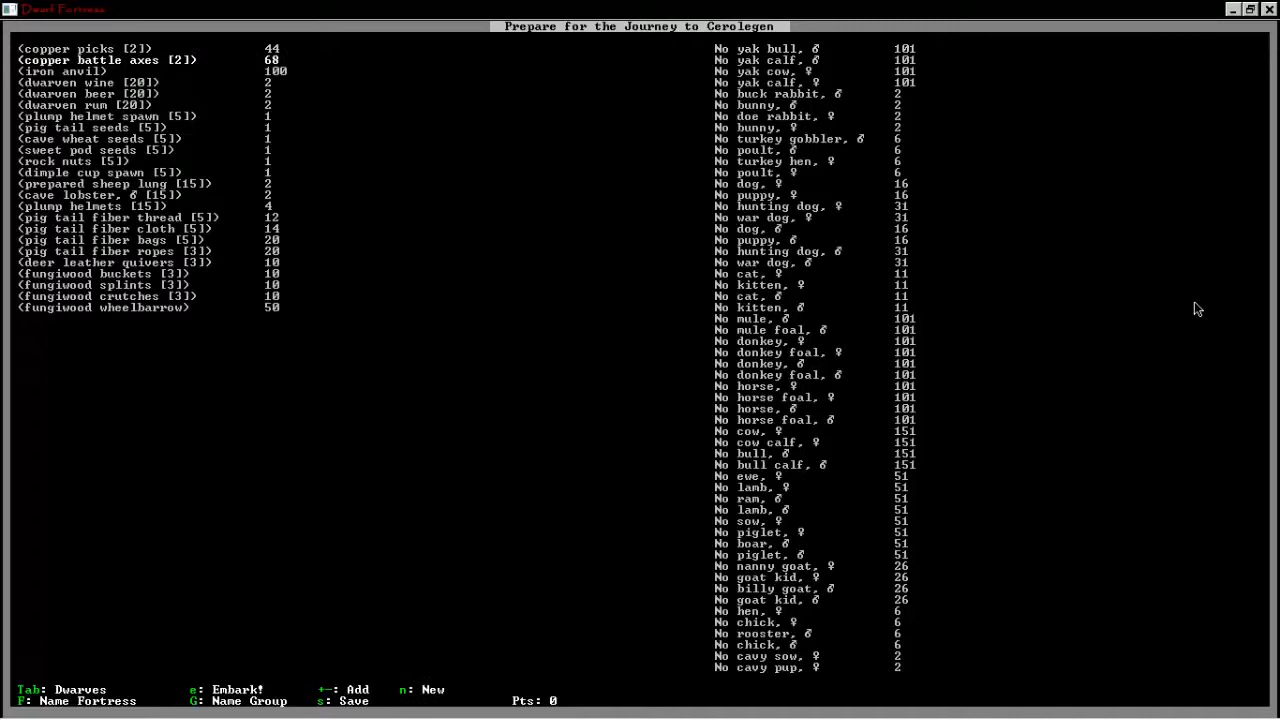 Dwarf Fortress
Prepare for the Journey to Cerolegen
(copper picks [2]) 44
(copper battle axes [2]) 68
(iron anvil) 100
(dwarven wine [20]) 2
(dwarven beer [20]) 2
(dwarven rum [20]) 2
(plump helmet spawn [5]) 1
(pig tail seeds [5]) 1
(cave wheat seeds [5]) 1
(sweet pod seeds [5]) 1
(rock nuts [5]) 1
(dimple cup spawn [5]) 1
(prepared sheep lung [15]) 2
(cave lobster, ♂ [15]) 2
(plump helmets [15]) 4
(pig tail fiber thread [5]) 12
(pig tail fiber cloth [5]) 14
(pig tail fiber bags [5]) 20
(pig tail fiber ropes [3]) 20
(deer leather quivers [3]) 10
(fungiwood buckets [3]) 10
(fungiwood splints [3]) 10
(fungiwood crutches [3]) 10
(fungiwood wheelbarrow) 50
No yak bull, ♂ 101
No yak calf, ♂ 101
No yak cow, ♀ 101
No yak calf, ♀ 101
No buck rabbit, ♂ 2
No bunny, ♂ 2
No doe rabbit, ♀ 2
No bunny, ♀ 2
No turkey gobbler, ♂ 6
No poult, ♂ 6
No turkey hen, ♀ 6
No poult, ♀ 6
No dog, ♀ 16
No puppy, ♀ 16
No hunting dog, ♀ 31
No war dog, ♀ 31
No dog, ♂ 16
No puppy, ♂ 16
No hunting dog, ♂ 31
No war dog, ♂ 31
No cat, ♀ 11
No kitten, ♀ 11
No cat, ♂ 11
No kitten, ♂ 11
No mule, ♂ 101
No mule foal, ♂ 101
No donkey, ♀ 101
No donkey foal, ♀ 101
No donkey, ♂ 101
No donkey foal, ♂ 101
No horse, ♀ 101
No horse foal, ♀ 101
No horse, ♂ 101
No horse foal, ♂ 101
No cow, ♀ 151
No cow calf, ♀ 151
No bull, ♂ 151
No bull calf, ♂ 151
No ewe, ♀ 51
No lamb, ♀ 51
No ram, ♂ 51
No lamb, ♂ 51
No sow, ♀ 51
No piglet, ♀ 51
No boar, ♂ 51
No piglet, ♂ 51
No nanny goat, ♀ 26
No goat kid, ♀ 26
No billy goat, ♂ 26
No goat kid, ♂ 26
No hen, ♀ 6
No chick, ♀ 6
No rooster, ♂ 6
No chick, ♂ 6
No cavy sow, ♀ 2
No cavy pup, ♀ 2
Tab: Dwarves e: Embark! +-: Add n: New
F: Name Fortress G: Name Group s: Save Pts: 0